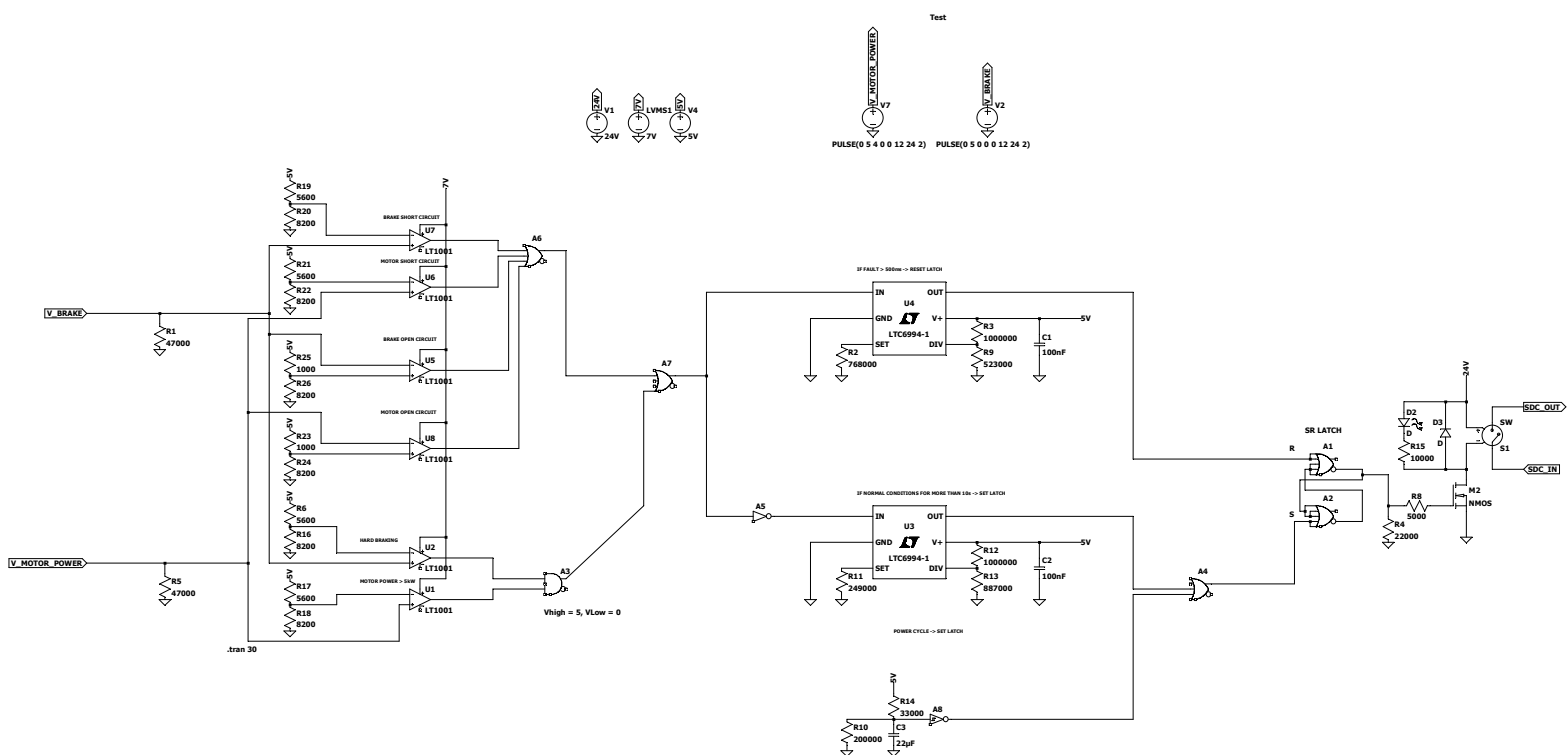 Test
V_MOTOR_POWER
V_BRAKE
24V
7V
5V
V1
LVMS1
V4
V7
V2
24V
7V
5V
PULSE(0 5 4 0 0 12 24 2)
PULSE(0 5 0 0 0 12 24 2)
5V
R19
5600
R20
8200
7V
BRAKE SHORT CIRCUIT
U7
LT1001
A6
5V
R21
5600
R22
8200
MOTOR SHORT CIRCUIT
U6
LT1001
V_BRAKE
R1
47000
5V
R25
1000
R26
8200
BRAKE OPEN CIRCUIT
U5
LT1001
A7
5V
R23
1000
R24
8200
MOTOR OPEN CIRCUIT
U8
LT1001
5V
R6
5600
R16
8200
HARD BRAKING
U2
LT1001
A3
V_MOTOR_POWER
R5
47000
5V
R17
5600
R18
8200
MOTOR POWER > 5kW
U1
LT1001
Vhigh = 5, VLow = 0
.tran 30
IF FAULT > 500ms -> RESET LATCH
IN
OUT
U4
GND
V+
LTC6994-1
SET
DIV
R2
768000
R3
1000000
R9
523000
5V
C1
100nF
IF NORMAL CONDITIONS FOR MORE THAN 10s -> SET LATCH
A5
IN
OUT
U3
GND
V+
LTC6994-1
SET
DIV
R11
249000
R12
1000000
R13
887000
5V
C2
100nF
A4
POWER CYCLE -> SET LATCH
5V
R14
33000
R10
200000
C3
22µF
A8
SR LATCH
R
A1
S
A2
R8
5000
R4
22000
24V
D2
D
R15
10000
D3
D
SW
S1
M2
NMOS
SDC_OUT
SDC_IN